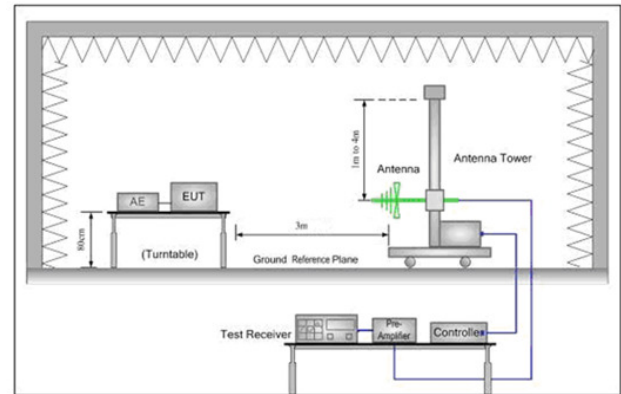 1m to 4m
Antenna
Antenna Tower
AE
EUT
80cm
(Turntable)
3m
Ground Reference Plane
Test Receiver
Pre-
Amplifier
Controller